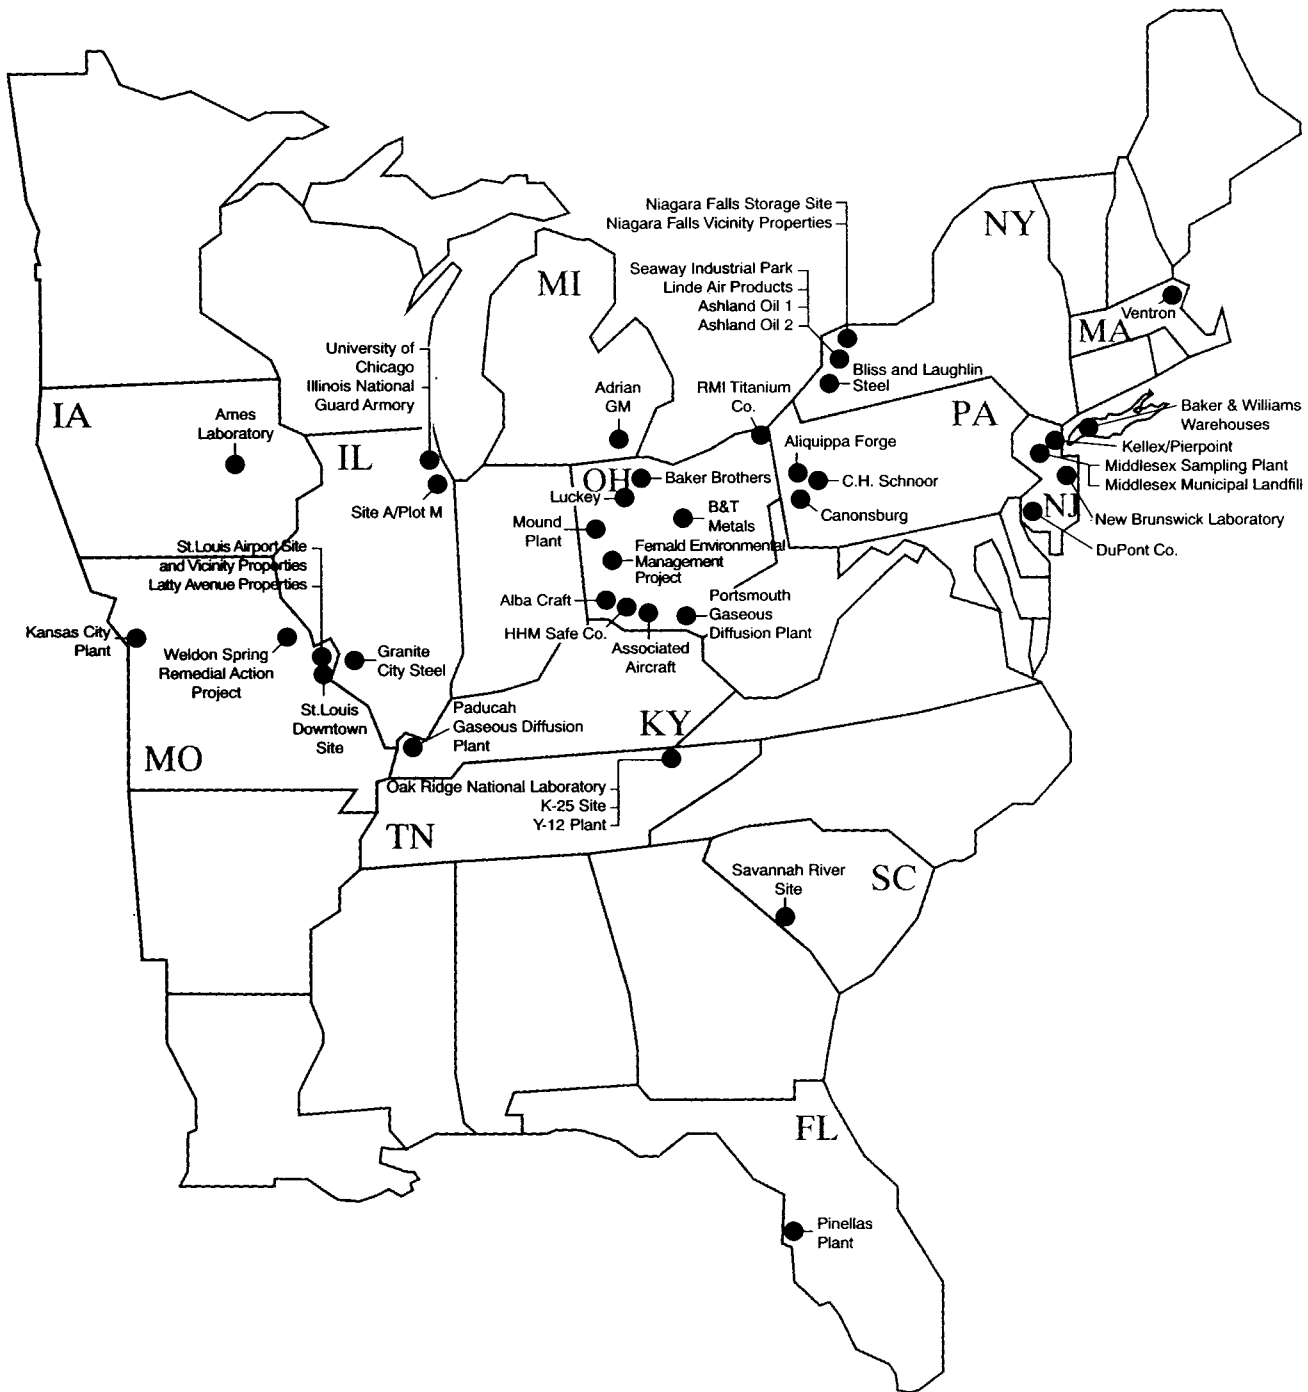 Niagara Falls Storage Site
Niagara Falls Vicinity Properties
NY
Seaway Industrial Park
Linde Air Products
Ashland Oil 1
Ashland Oil 2
MI
Ventron
MA
University of
Chicago
Illinois National
Guard Armory
Bliss and Laughlin
Steel
Adrian
GM
RMI Titanium
Co.
IA
Ames
Laboratory
IL
PA
Baker & Williams
Warehouses
Kellex/Pierpoint
Middlesex Sampling Plant
Middlesex Municipal Landfill
Aliquippa Forge
C.H. Schnoor
Canonsburg
OH
Baker Brothers
Luckey
Site A/Plot M
B&T
Metals
Mound
Plant
NJ
New Brunswick Laboratory
DuPont Co.
St.Louis Airport Site
and Vicinity Properties
Latty Avenue Properties
Fernald Environmental
Management
Project
Alba Craft
HHM Safe Co.
Portsmouth
Gaseous
Diffusion Plant
Associated
Aircraft
Kansas City
Plant
Weldon Spring
Remedial Action
Project
Granite
City Steel
St.Louis
Downtown
Site
Paducah
Gaseous Diffusion
Plant
KY
MO
Oak Ridge National Laboratory
K-25 Site
Y-12 Plant
TN
Savannah River
Site
SC
FL
Pinellas
Plant